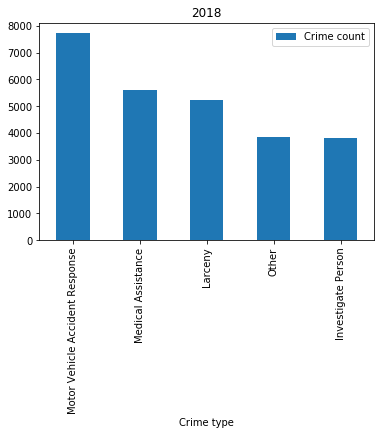 2018
Crime count
8000
7000
6000
5000
4000
3000
2000
1000
0
Motor Vehicle Accident Response
Medical Assistance
Larceny
Other
Investigate Person
Crime type